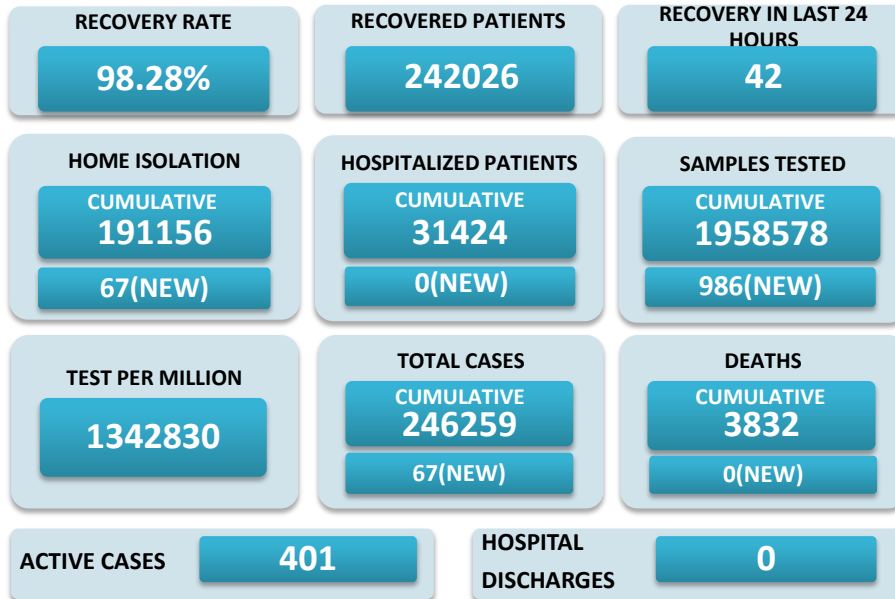 RECOVERY RATE
98.28%
RECOVERED PATIENTS
242026
RECOVERY IN LAST 24
HOURS
42
HOME ISOLATION
CUMULATIVE
191156
67(NEW)
HOSPITALIZED PATIENTS
CUMULATIVE
31424
0(NEW)
SAMPLES TESTED
CUMULATIVE
1958578
986(NEW)
TEST PER MILLION
1342830
TOTAL CASES
CUMULATIVE
246259
67(NEW)
DEATHS
CUMULATIVE
3832
0(NEW)
ACTIVE CASES
401
HOSPITAL
DISCHARGES
0